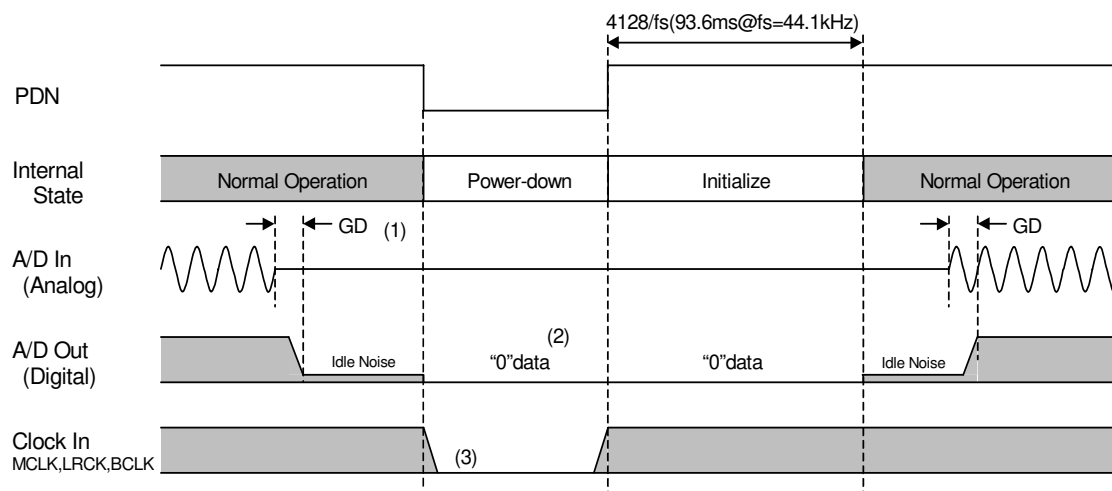 4128/fs(93.6ms@fs=44.1kHz)
PDN
Internal
State
Normal Operation
Power-down
Initialize
Normal Operation
GD
(1)
GD
A/D In
(Analog)
A/D Out
(Digital)
Idle Noise
(2)
“0”data
“0”data
Idle Noise
Clock In
MCLK,LRCK,BCLK
(3)